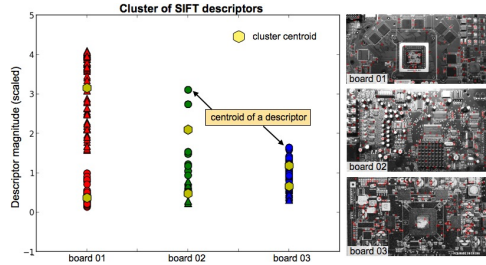 Cluster of SIFT descriptors
Descriptor magnitude (scaled)
5
4
3
2
1
0
−1
cluster centroid
centroid of a descriptor
board 01
board 02
board 03
board 01
board 02
board 03